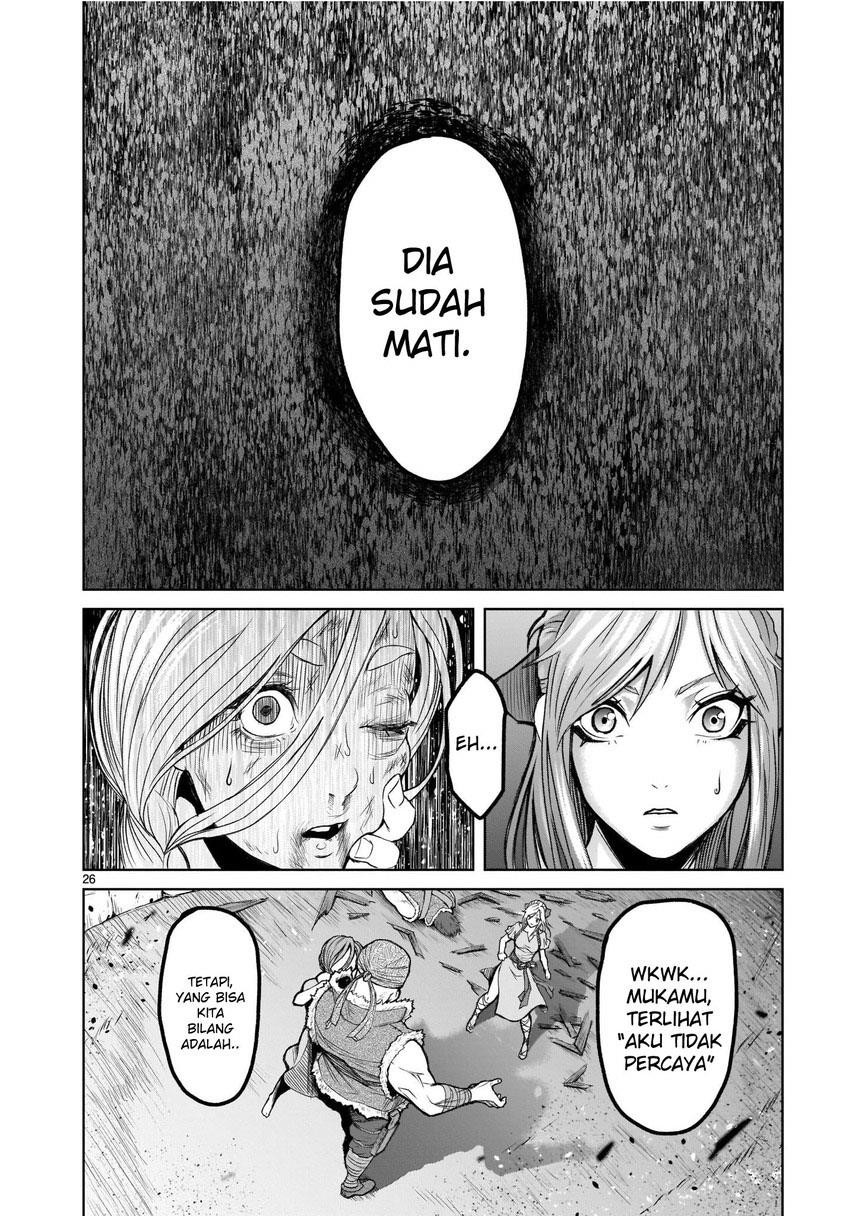 DIA
SUDAH
MATI.
EH...
26
WKWK...
MUKAMU,
TERLIHAT
"AKU TIDAK
PERCAYA"
TETAPI,
YANG BISA
KITA
BILANG
ADALAH..